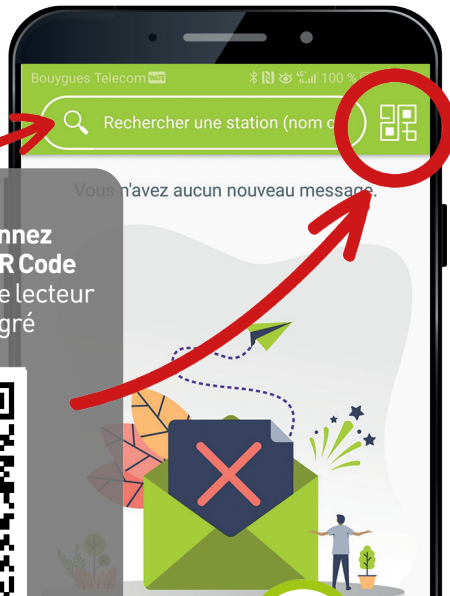 Bouygues Telecom
100 %
Rechercher une station (nom o
Vous n'avez aucun nouveau message.
nnez
R Code
e lecteur
gré